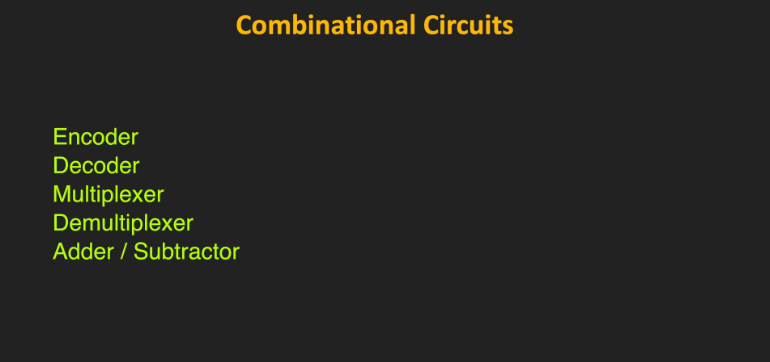 Combinational Circuits
Encoder
Decoder
Multiplexer
Demultiplexer
Adder / Subtractor